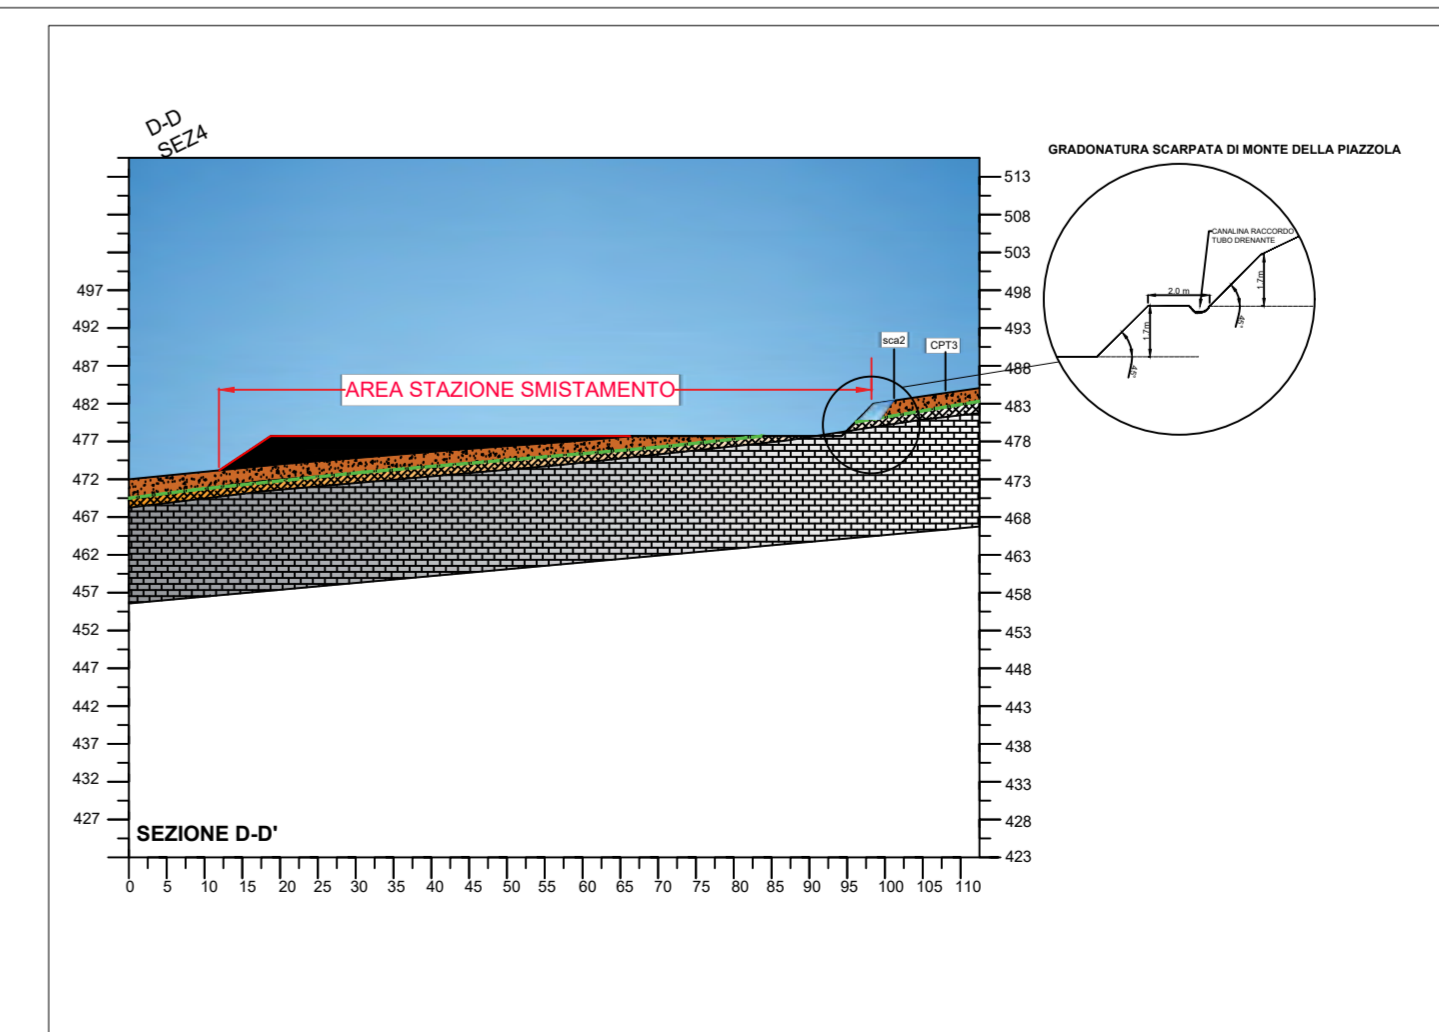 D-D
SEZ4
GRADONATURA SCARPATA DI MONTE DELLA PIAZZOLA
CANALINA RACCORDO
TUBO DRENANTE
2.0 m
1.7m
1.7m
45°
45°
513
508
503
498
493
488
483
478
473
468
463
458
453
448
443
438
433
428
423
497
492
487
482
477
472
467
462
457
452
447
442
437
432
427
sca2
CPT3
AREA STAZIONE SMISTAMENTO
SEZIONE D-D'
0 5 10 15 20 25 30 35 40 45 50 55 60 65 70 75 80 85 90 95 100 105 110